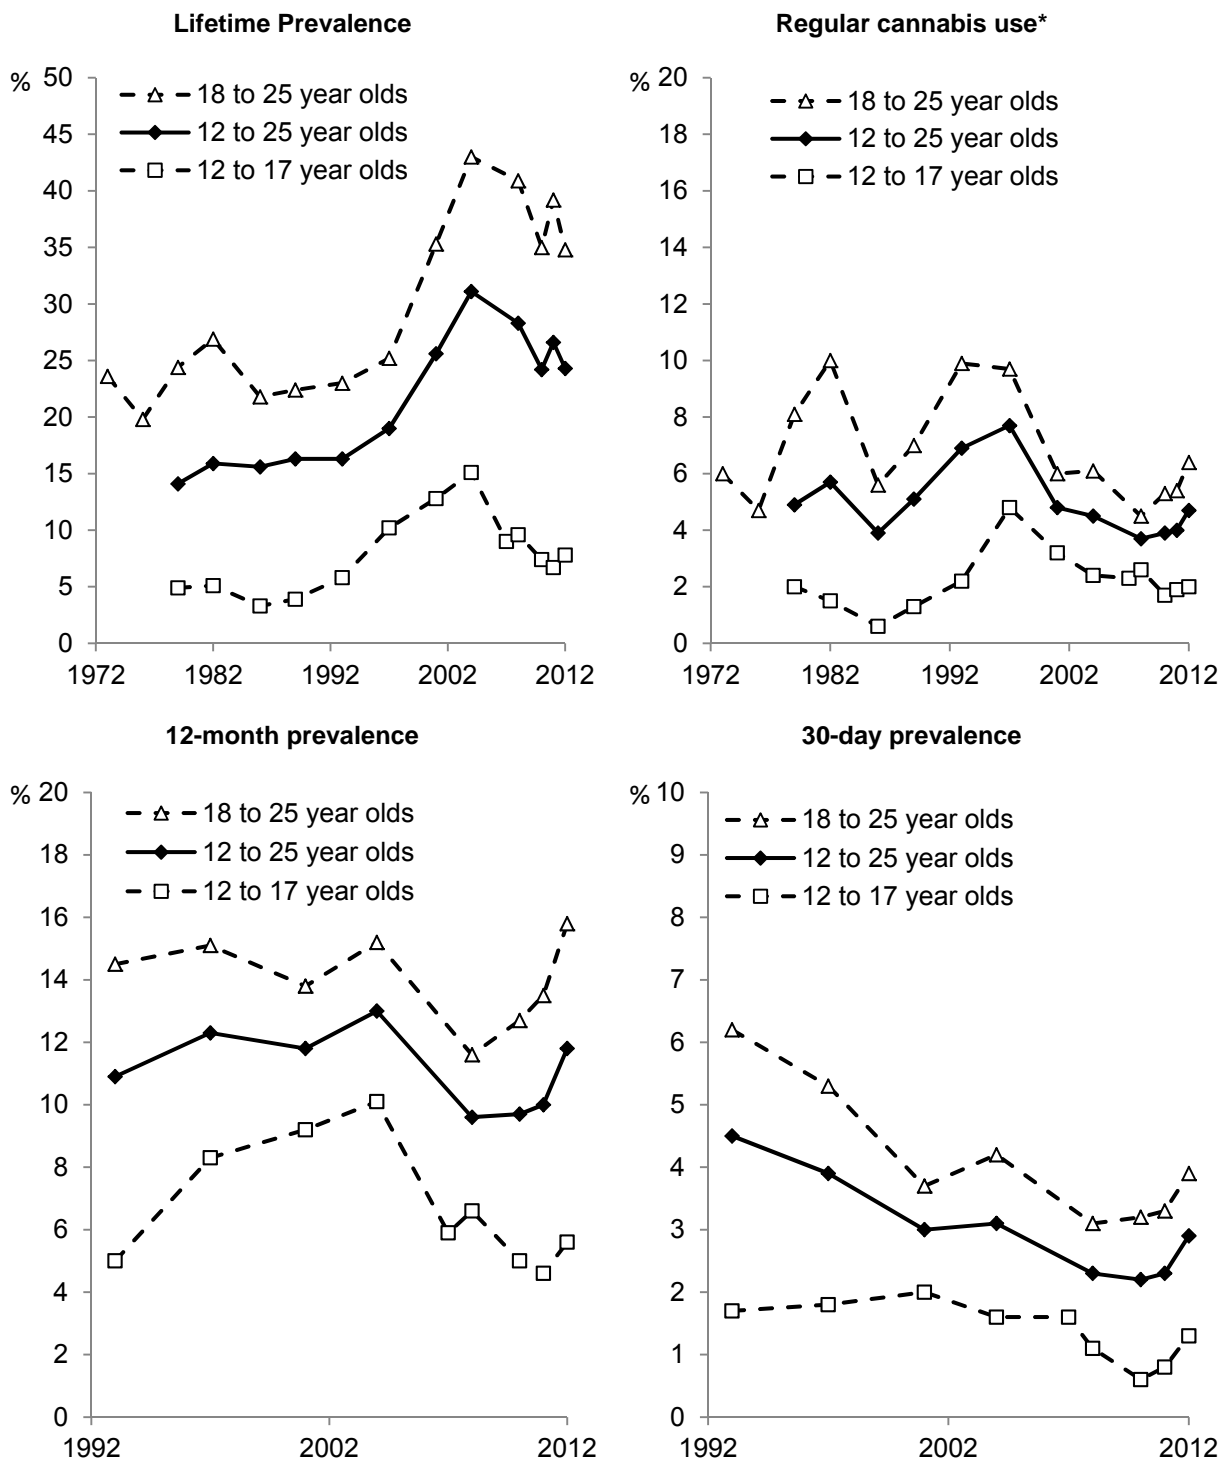 Lifetime Prevalence
% 50
45
40
35
30
25
20
15
10
5
0
18 to 25 year olds
12 to 25 year olds
12 to 17 year olds
1972 1982 1992 2002 2012
Regular cannabis use*
% 20
18
16
14
12
10
8
6
4
2
0
18 to 25 year olds
12 to 25 year olds
12 to 17 year olds
1972 1982 1992 2002 2012
12-month prevalence
% 20
18
16
14
12
10
8
6
4
2
0
18 to 25 year olds
12 to 25 year olds
12 to 17 year olds
1992 2002 2012
30-day prevalence
% 10
9
8
7
6
5
4
3
2
1
0
18 to 25 year olds
12 to 25 year olds
12 to 17 year olds
1992 2002 2012